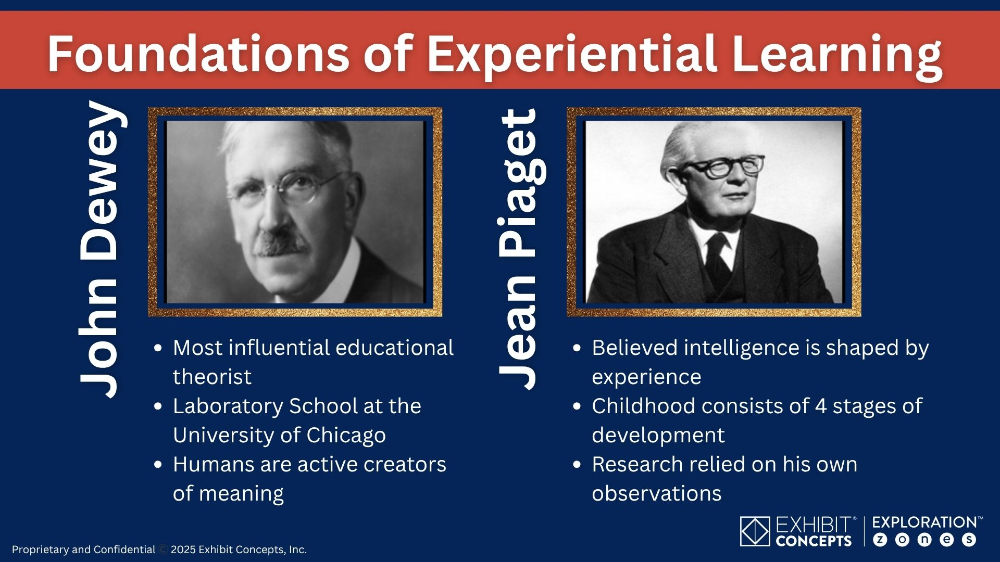 Foundations of Experiential Learning
John Dewey
• Most influential educational
theorist
• Laboratory School at the
University of Chicago
• Humans are active creators
of meaning
Jean Piaget
• Believed intelligence is shaped by
experience
• Childhood consists of 4 stages of
development
• Research relied on his own
observations
Proprietary and Confidential © 2025 Exhibit Concepts, Inc.
EXHIBIT®
CONCEPTS
EXPLORATION™
zones